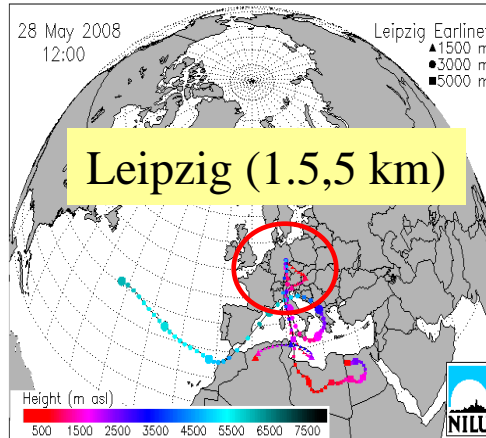 28 May 2008
12:00
Leipzig Earlinet
▲1500 m
●3000 m
■5000 m
Leipzig (1.5,5 km)
Height (m asl)
500 1500 2500 3500 4500 5500 6500 7500
NILU